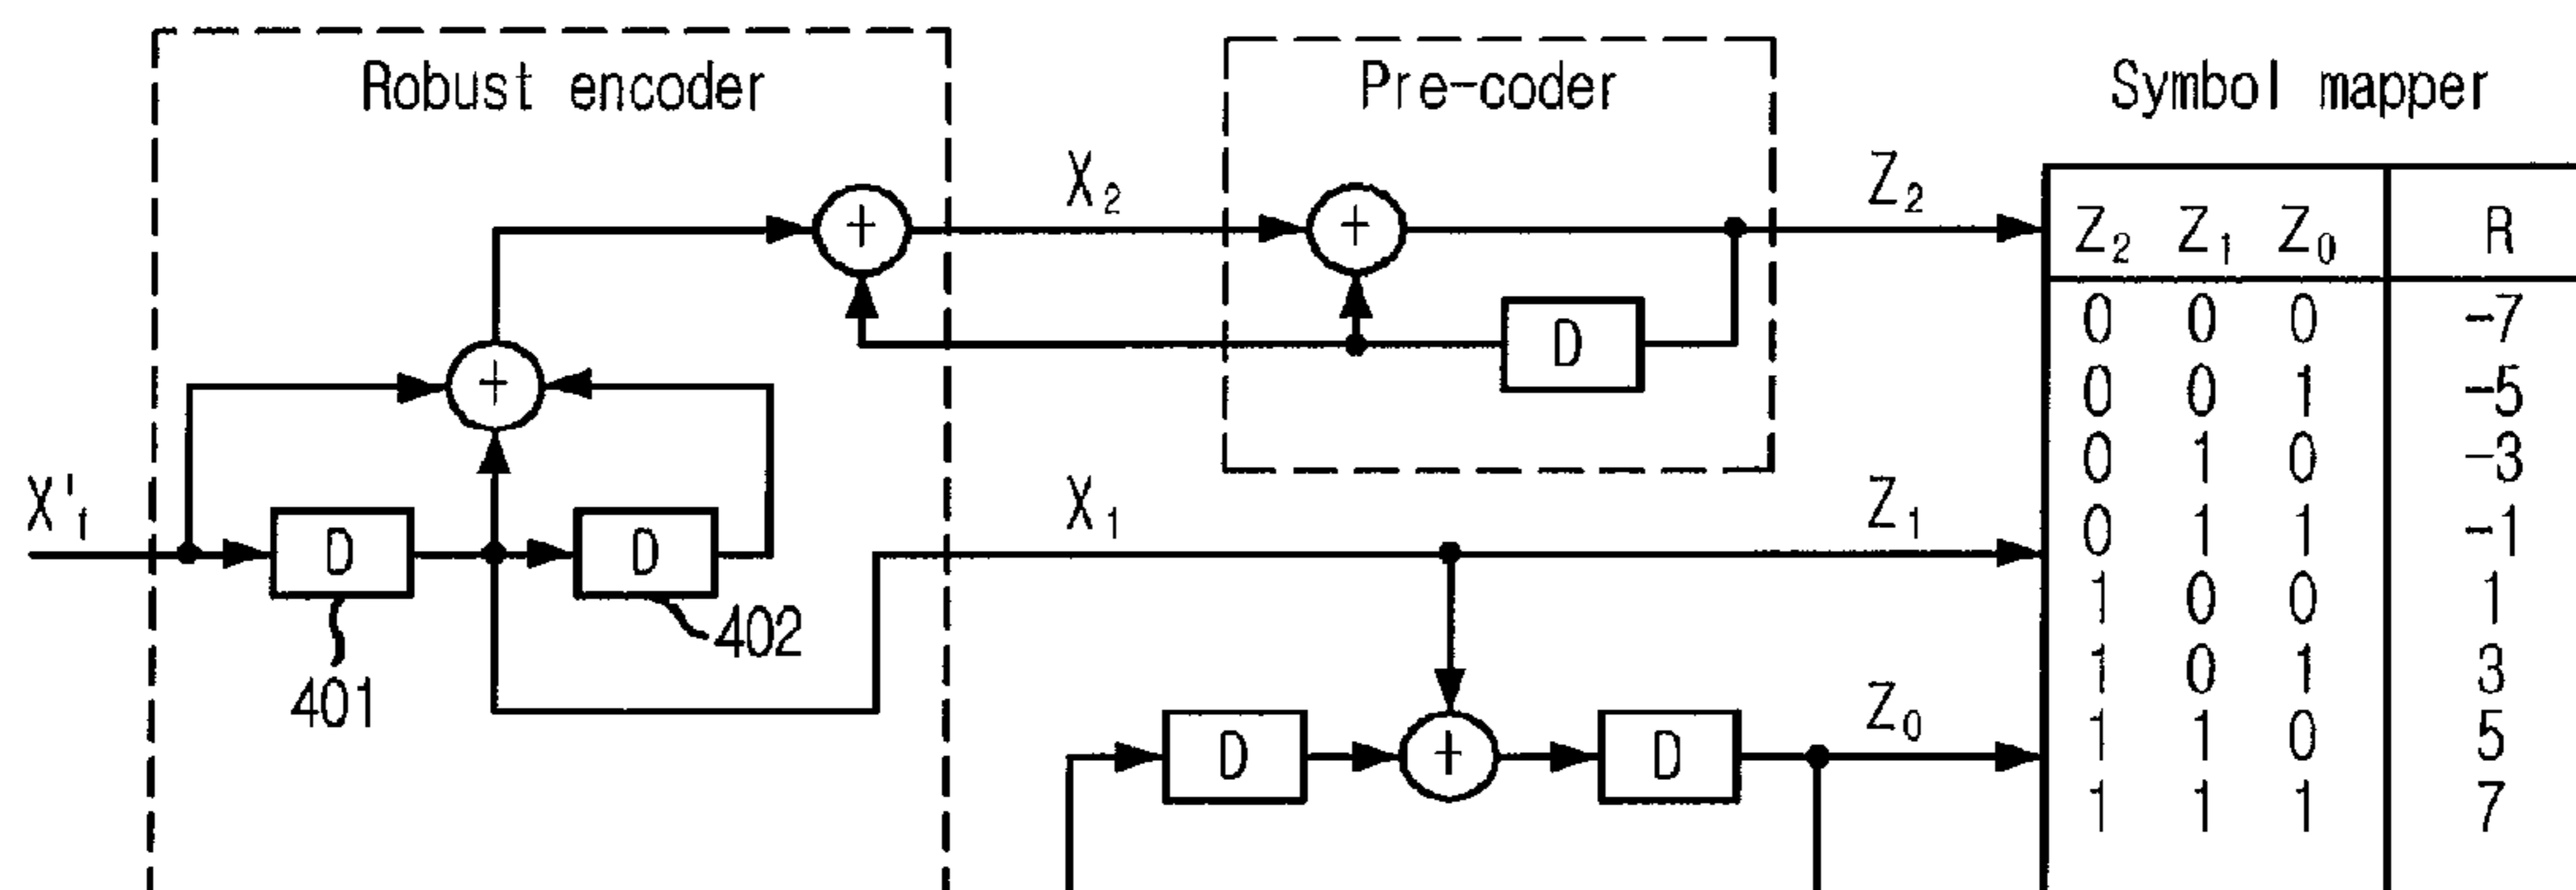 Robust encoder
Pre-coder
Symbol mapper
X₂
Z₂
Z₂ Z₁ Z₀ R
0 0 0 -7
0 0 1 -5
0 1 0 -3
0 1 1 -1
1 0 0 1
1 0 1 3
1 1 0 5
1 1 1 7
+
+
+
D
X'₁
D
D
401
402
X₁
Z₁
D
+
D
Z₀